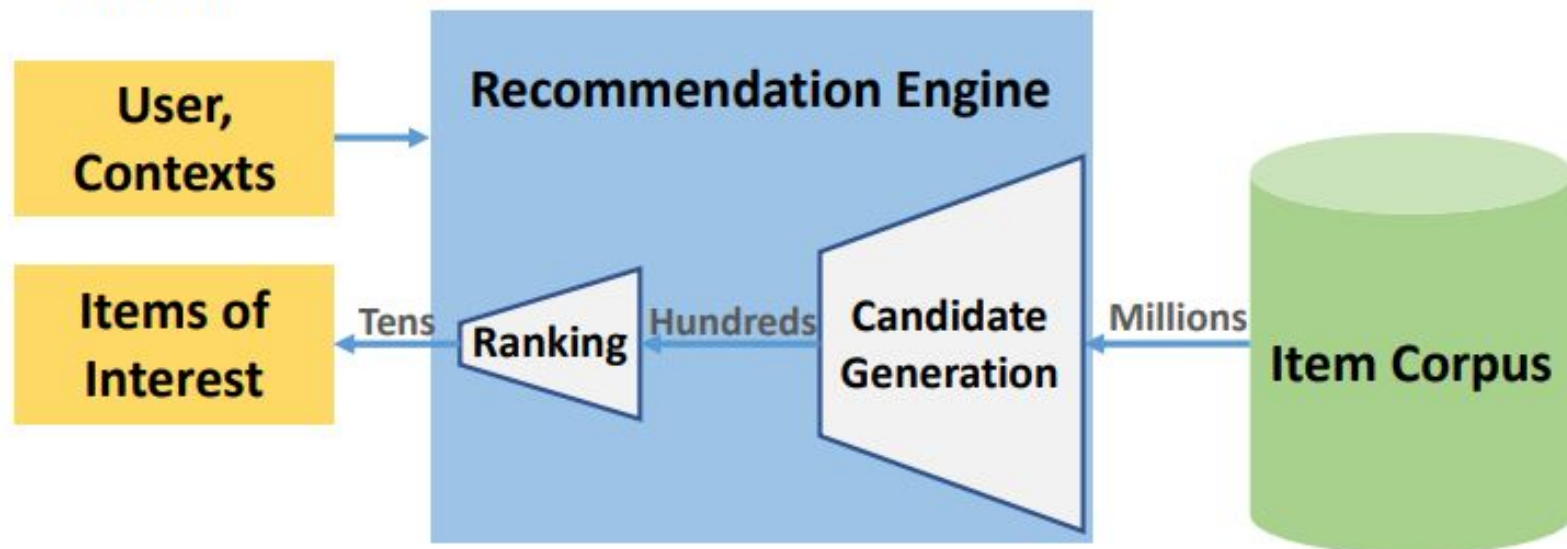 Recommendation Engine
User,
Contexts
Items of
Interest
Tens
Ranking
Hundreds
Candidate
Generation
Millions
Item Corpus